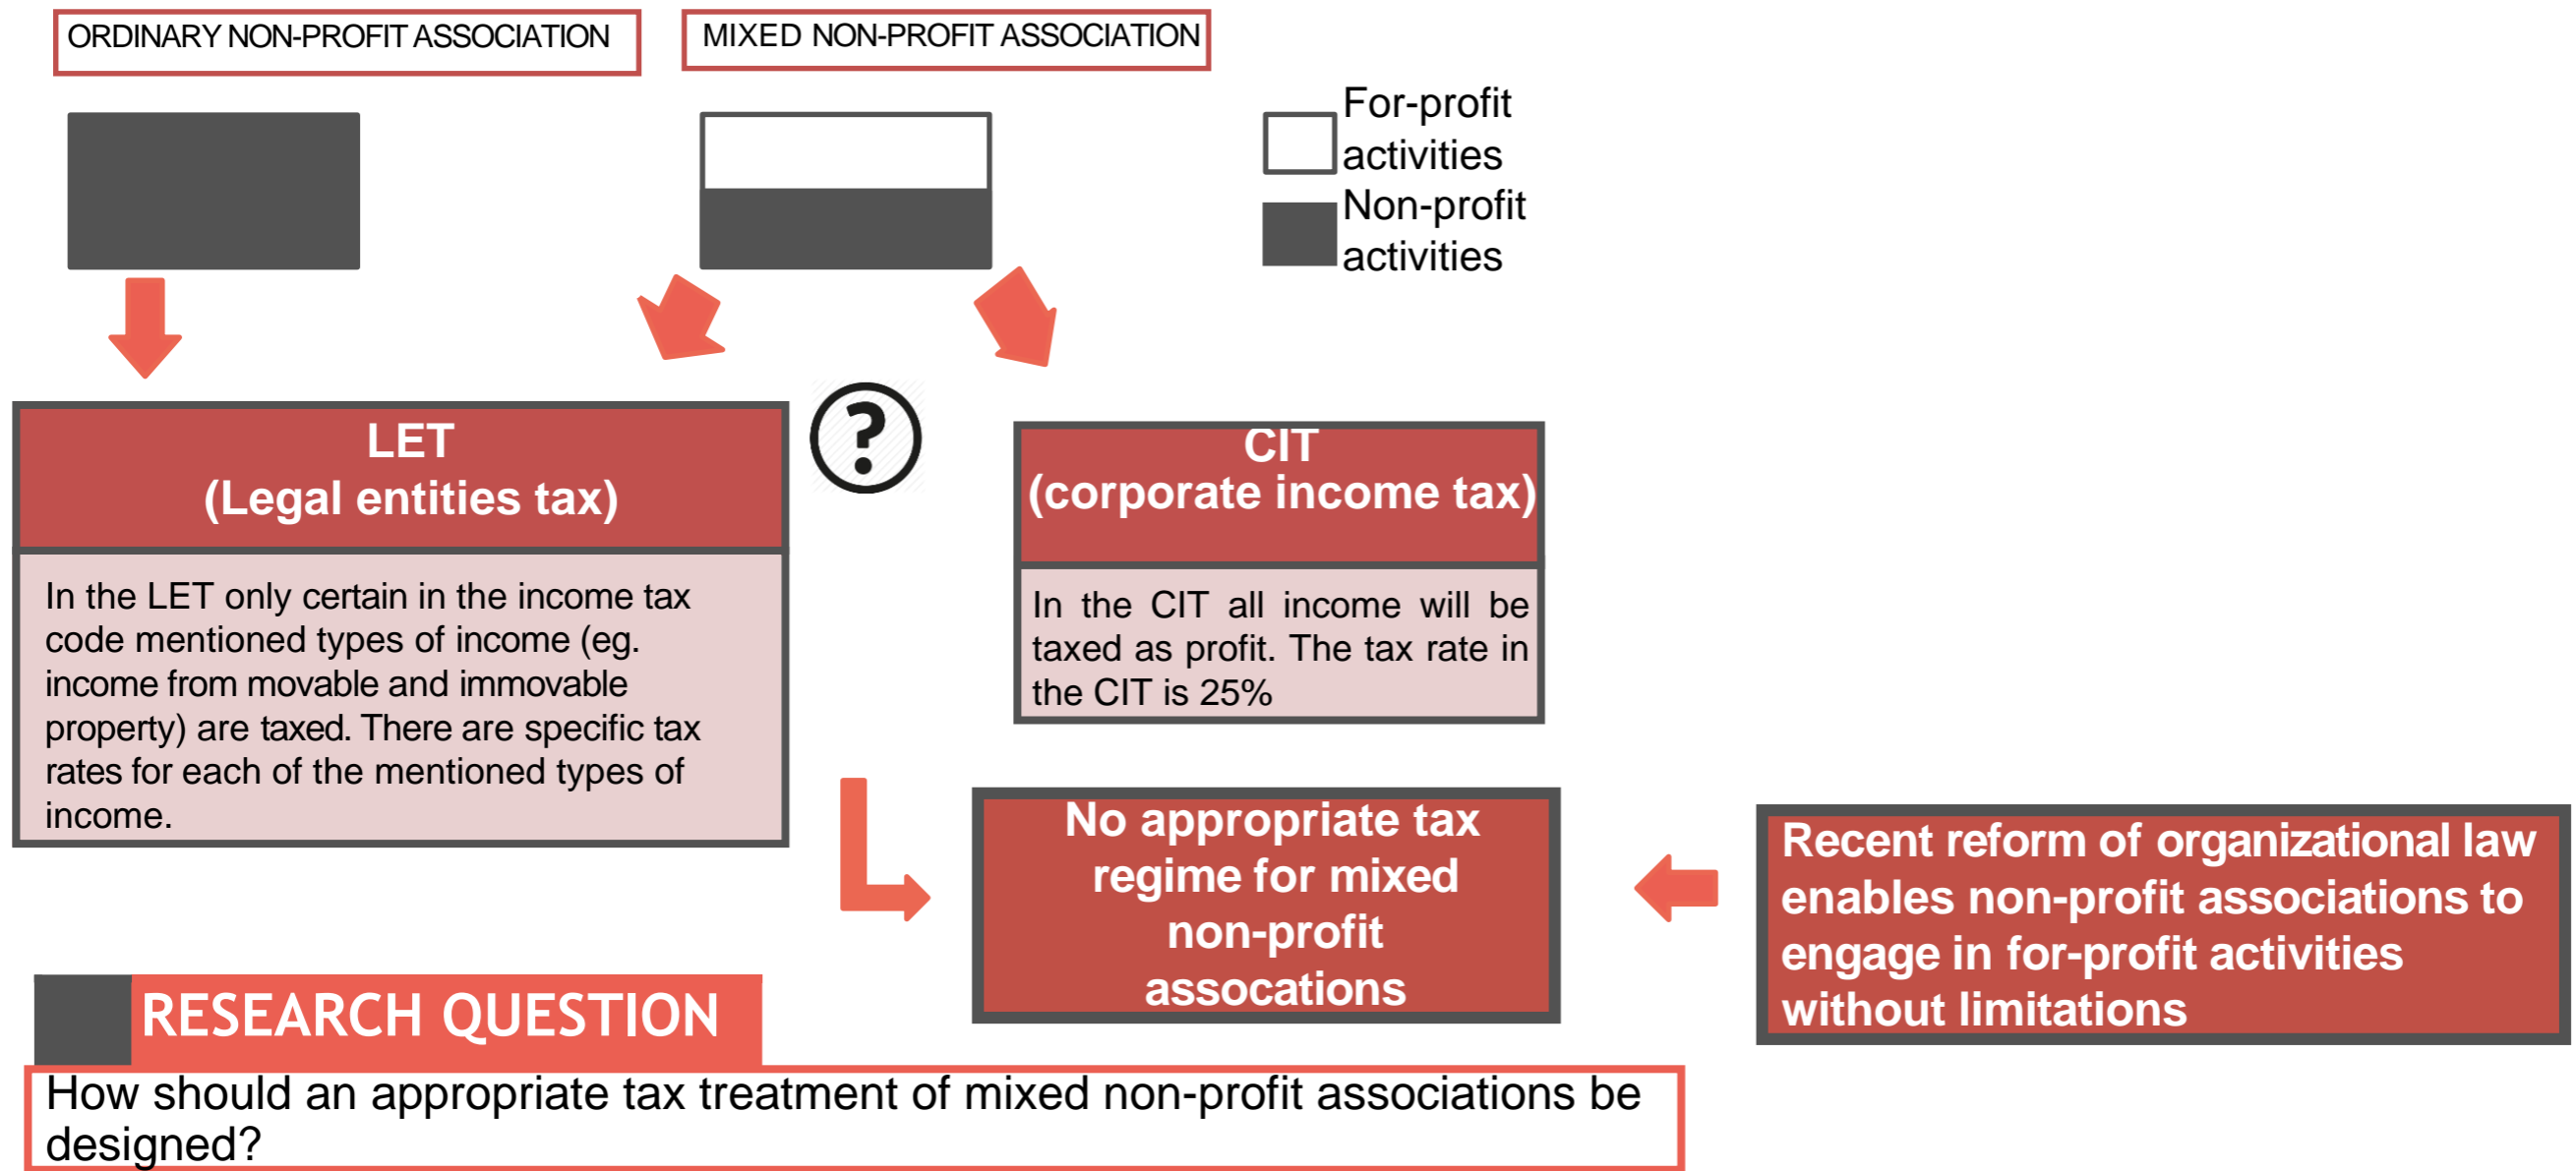 ORDINARY NON-PROFIT ASSOCIATION
MIXED NON-PROFIT ASSOCIATION
For-profit
activities
Non-profit
activities
?
LET
(Legal entities tax)
In the LET only certain in the income tax
code mentioned types of income (eg.
income from movable and immovable
property) are taxed. There are specific tax
rates for each of the mentioned types of
income.
CIT
(corporate income tax)
In the CIT all income will be
taxed as profit. The tax rate in
the CIT is 25%
No appropriate tax
regime for mixed
non-profit
assocations
Recent reform of organizational law
enables non-profit associations to
engage in for-profit activities
without limitations
RESEARCH QUESTION
How should an appropriate tax treatment of mixed non-profit associations be
designed?